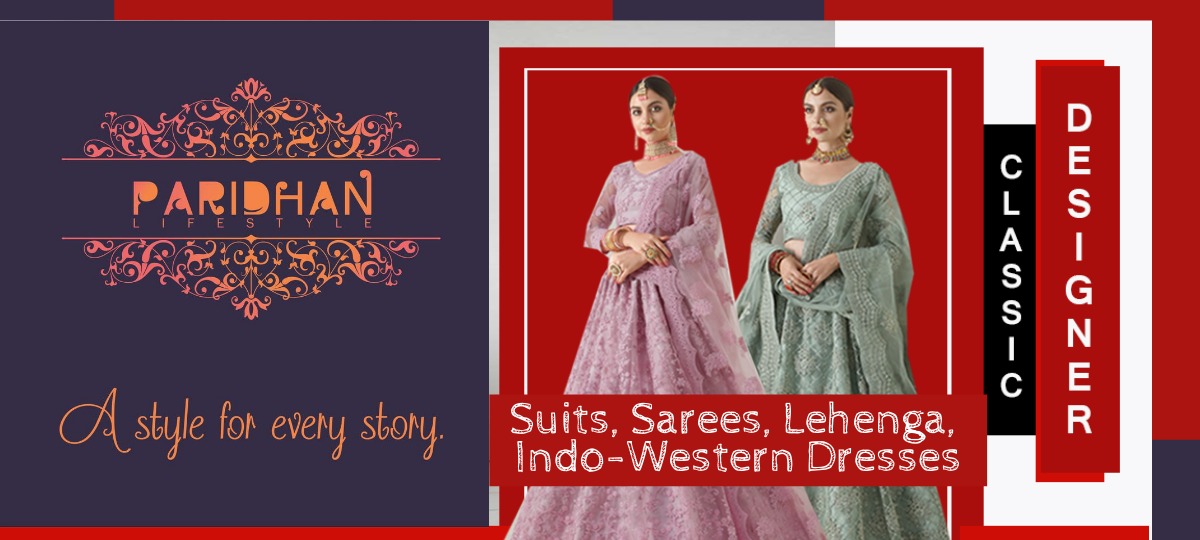 PARIDHAN
LIFESTYLE
A style for every story.
Suits, Sarees, Lehenga,
Indo-Western Dresses
CLASSIC
DESIGNER